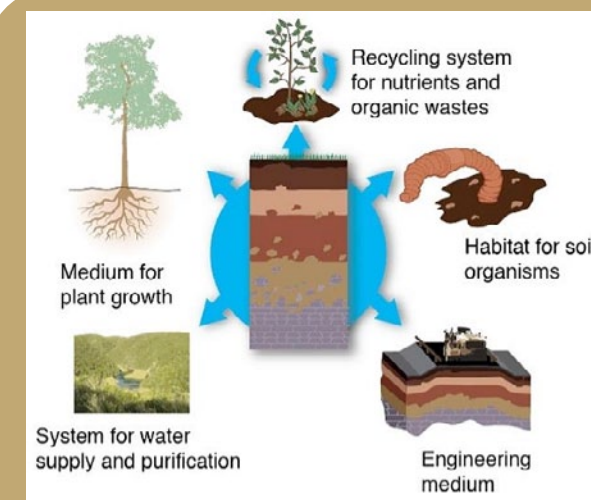 Recycling system
for nutrients and
organic wastes
Medium for
plant growth
Habitat for soi
organisms
System for water
supply and purification
Engineering
medium